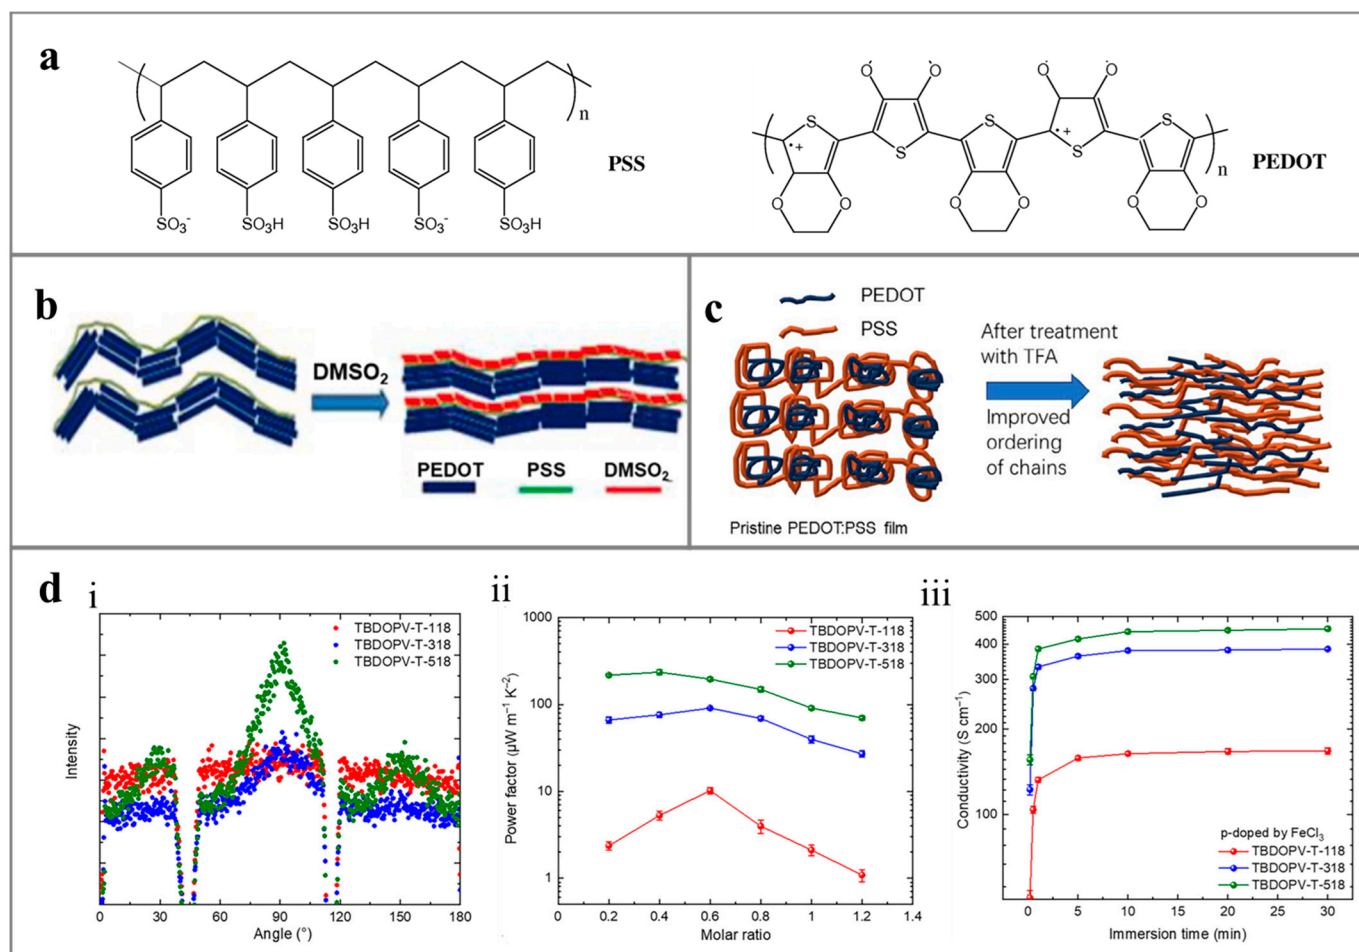 a
n
PSS
SO₃⁻ SO₃H SO₃H SO₃⁻ SO₃H
O O O O
S S S S S
·+ ·+
n
PEDOT
O O O O O O
b
DMSO₂
PEDOT PSS DMSO₂
c
PEDOT
PSS
After treatment
with TFA
Improved
ordering
of chains
Pristine PEDOT:PSS film
d
i
TBDOPV-T-118
TBDOPV-T-318
TBDOPV-T-518
Intensity
0 30 60 90 120 150 180
Angle (°)
ii
1000
100
10
1
TBDOPV-T-118
TBDOPV-T-318
TBDOPV-T-518
Power factor (μW m⁻¹ K⁻²)
0 0.2 0.4 0.6 0.8 1 1.2 1.4
Molar ratio
iii
500
400
300
200
100
Conductivity (S cm⁻¹)
p-doped by FeCl₃
TBDOPV-T-118
TBDOPV-T-318
TBDOPV-T-518
0 5 10 15 20 25 30
Immersion time (min)